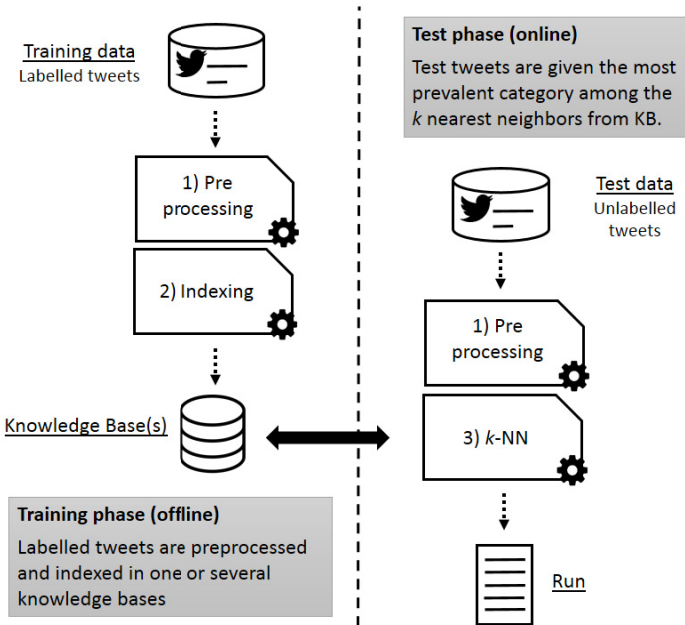 Training data
Labelled tweets
1) Pre
processing
2) Indexing
Knowledge Base(s)
Training phase (offline)
Labelled tweets are preprocessed
and indexed in one or several
knowledge bases
Test phase (online)
Test tweets are given the most
prevalent category among the
k nearest neighbors from KB.
Test data
Unlabelled
tweets
1) Pre
processing
3) k-NN
Run